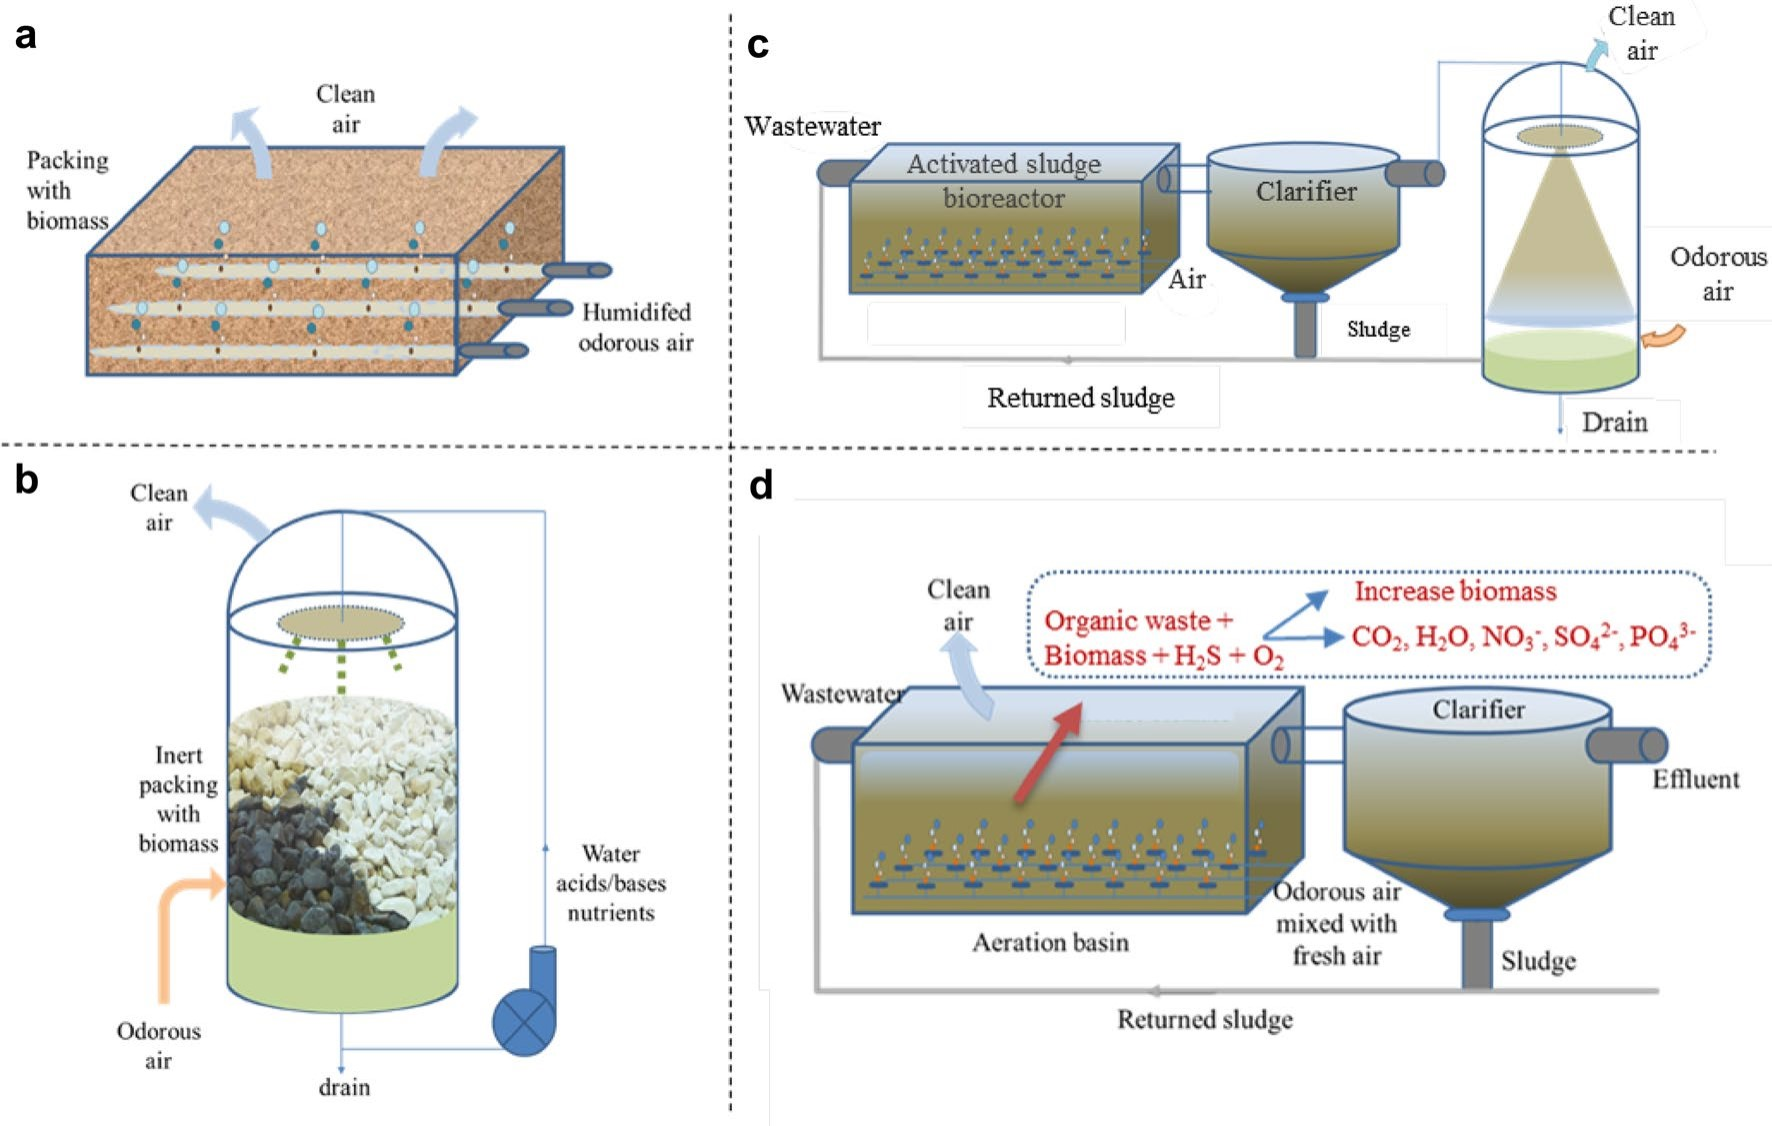 a
Clean
air
Packing
with
biomass
Humidifed
odorous air
b
Clean
air
Inert
packing
with
biomass
Water
acids/bases
nutrients
Odorous
air
drain
c
Clean
air
Wastewater
Activated sludge
bioreactor
Clarifier
Air
Sludge
Odorous
air
Returned sludge
Drain
d
Clean
air
Organic waste +
Biomass + H₂S + O₂
Increase biomass
CO₂, H₂O, NO₃⁻, SO₄²⁻, PO₄³⁻
Wastewater
Clarifier
Effluent
Odorous air
mixed with
fresh air
Aeration basin
Sludge
Returned sludge